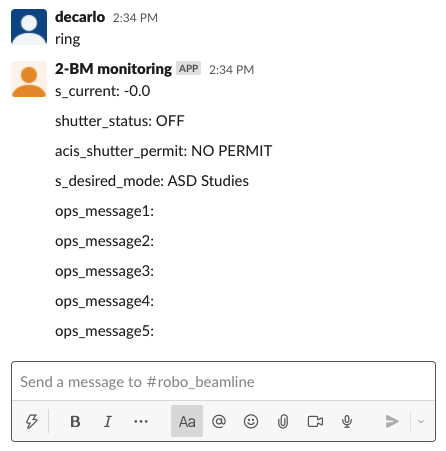 decarlo 2:34 PM
ring
2-BM monitoring APP 2:34 PM
s_current: -0.0
shutter_status: OFF
acis_shutter_permit: NO PERMIT
s_desired_mode: ASD Studies
ops_message1:
ops_message2:
ops_message3:
ops_message4:
ops_message5:
Send a message to #robo_beamline
B I ... Aa @